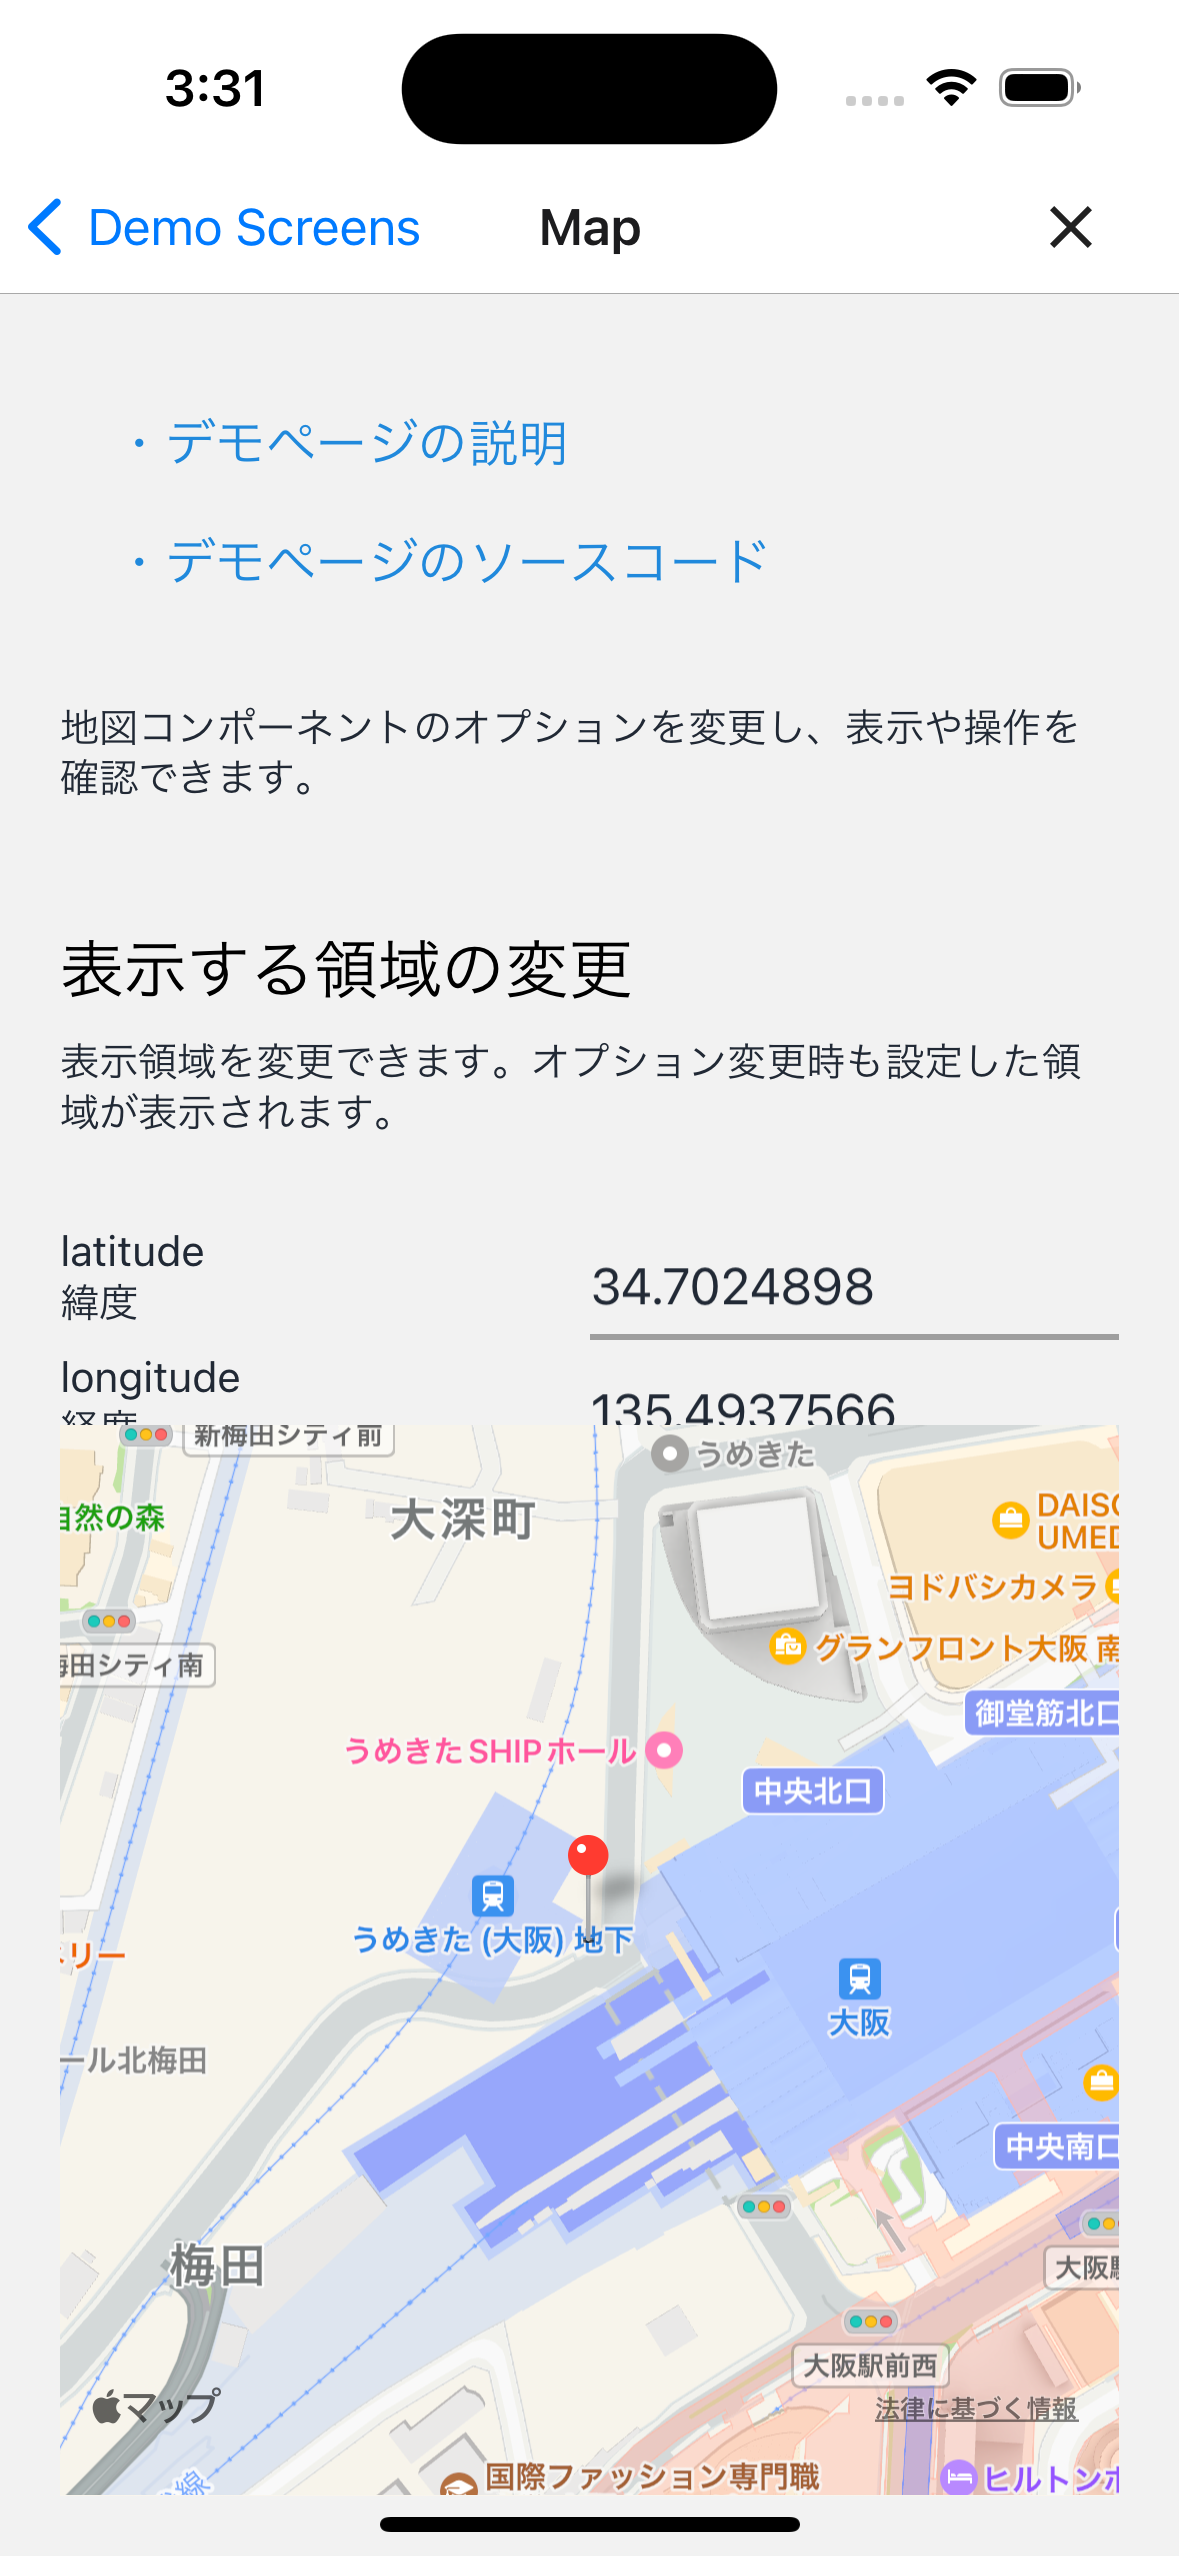 3:31
Demo Screens
Map
・デモページの説明
・デモページのソースコード
地図コンポーネントのオプションを変更し、表示や操作を
確認できます。
表示する領域の変更
表示領域を変更できます。オプション変更時も設定した領
域が表示されます。
latitude
緯度
34.7024898
longitude
経度
135.4937566
新梅田シティ前
うめきた
自然の森
大深町
DAISO
UMED
ヨドバシカメラ
グランフロント大阪 南
梅田シティ南
御堂筋北口
うめきたSHIPホール
中央北口
うめきた (大阪) 地下
リー
大阪
ール北梅田
中央南口
梅田
大阪駅
大阪駅前西
マップ
法律に基づく情報
国際ファッション専門職
ヒルトンホ
線